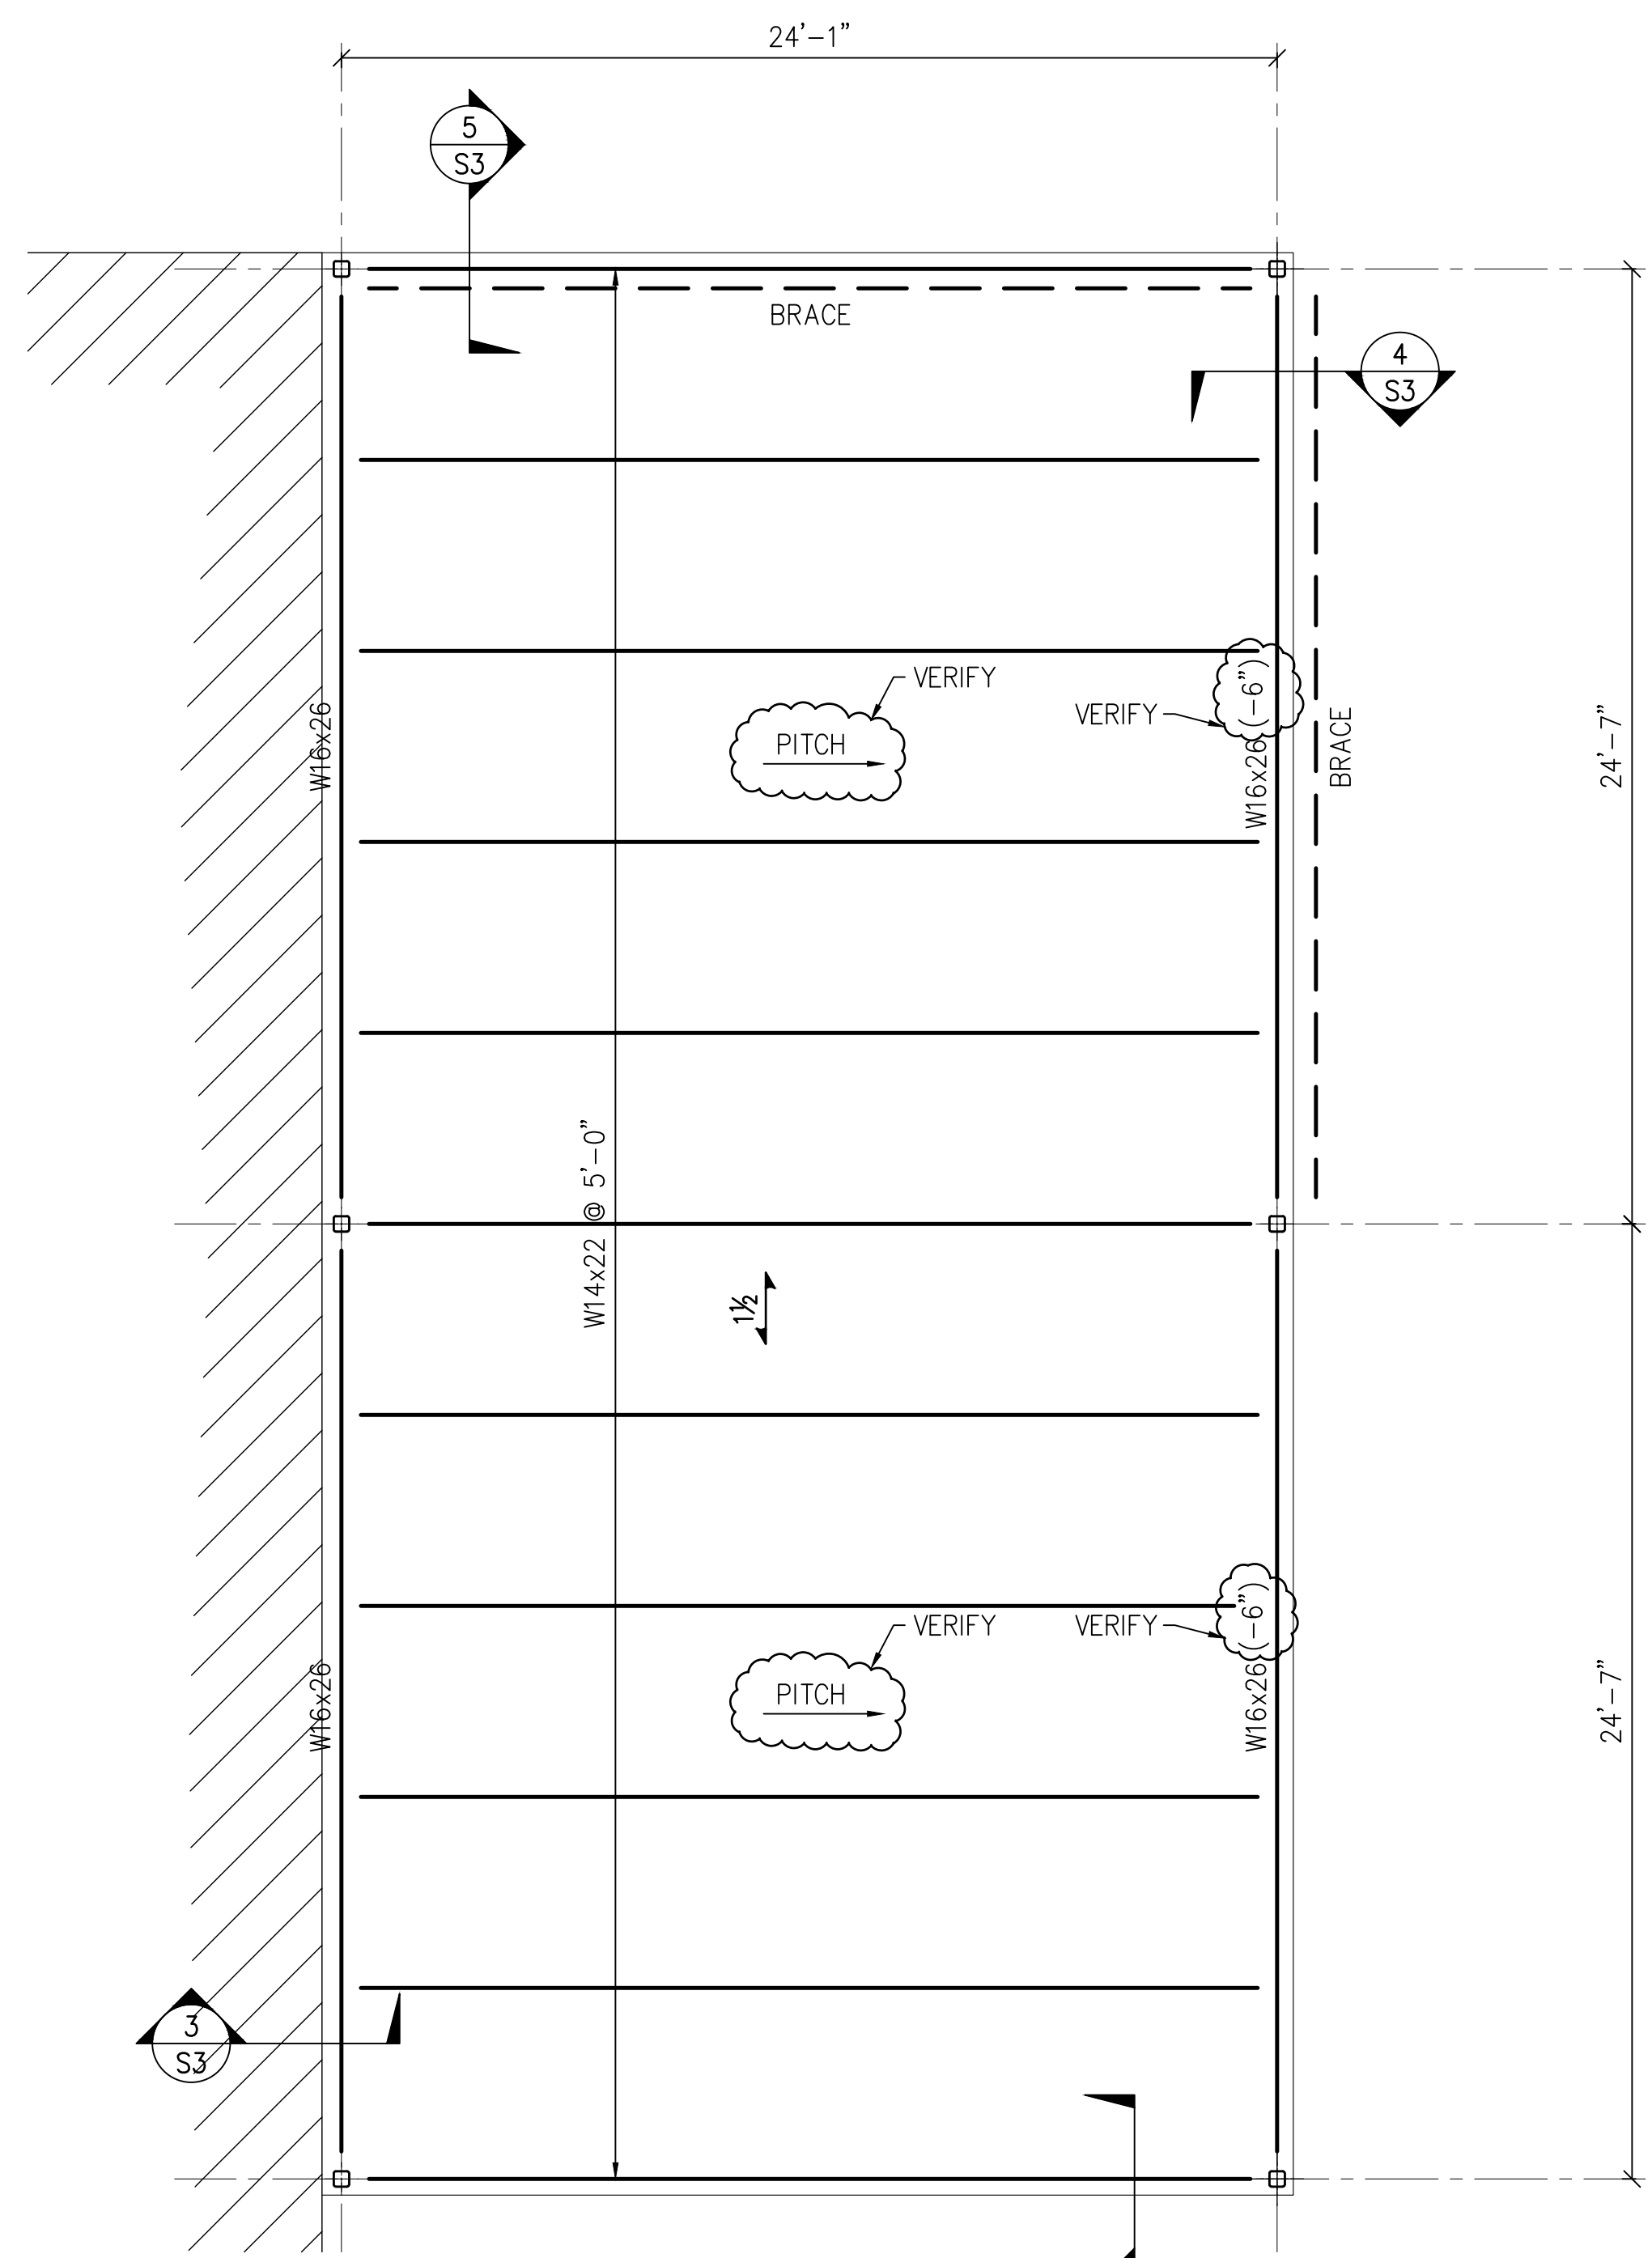 24'-1"
5
S3
BRACE
4
S3
VERIFY
(-6")
VERIFY
W16x26
PITCH
W16x26
BRACE
24'-7"
W14x22 @ 5'-0"
1½
(-6")
VERIFY
VERIFY
W16x26
PITCH
W16x26
24'-7"
3
S3